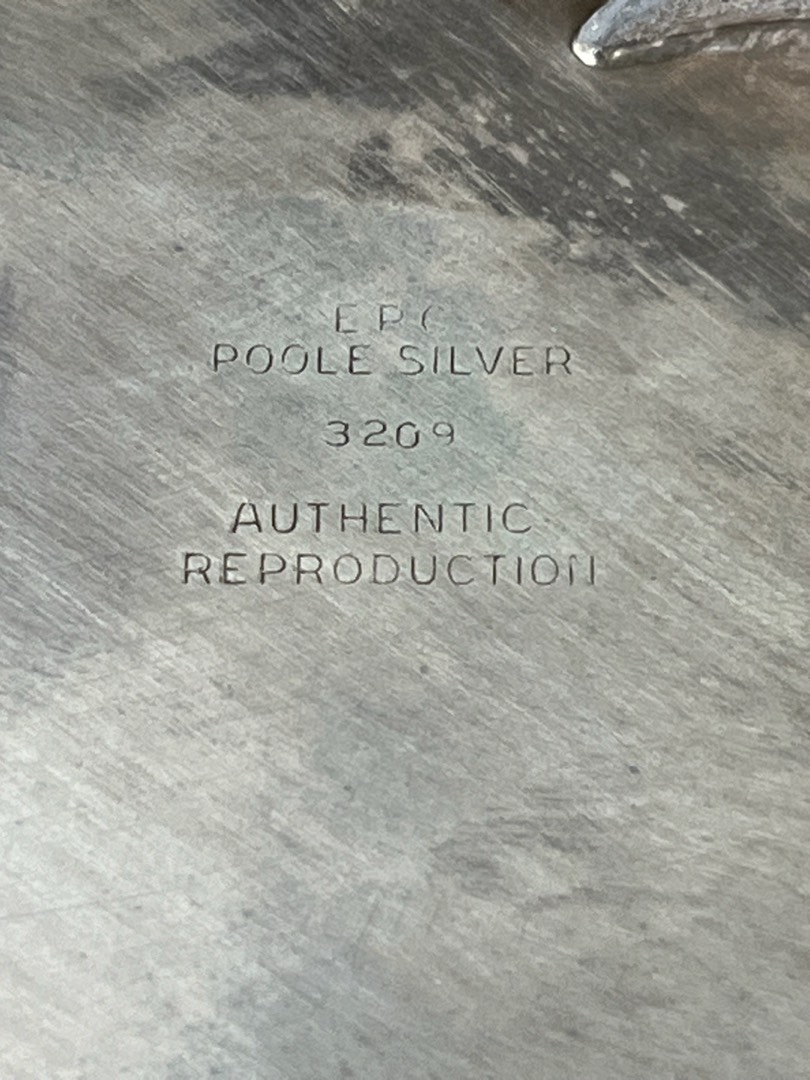 EPC
POOLE SILVER
3209
AUTHENTIC
REPRODUCTION